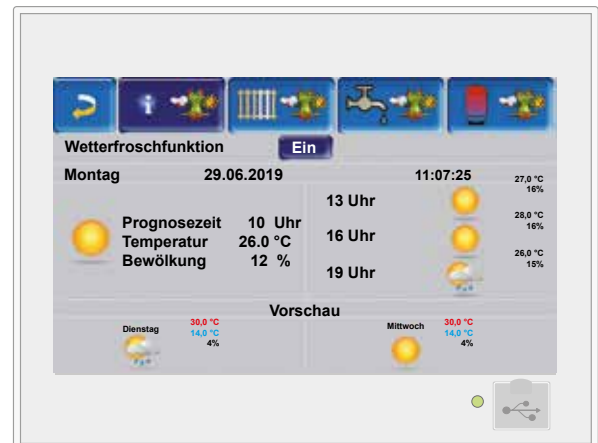 Wetterfroschfunktion Ein
Montag 29.06.2019 11:07:25
Prognosezeit 10 Uhr
Temperatur 26.0 °C
Bewölkung 12 %
13 Uhr 27,0 °C
16%
16 Uhr 28,0 °C
16%
19 Uhr 26,0 °C
15%
Vorschau
Dienstag 30,0 °C
14,0 °C
4%
Mittwoch 30,0 °C
14,0 °C
4%